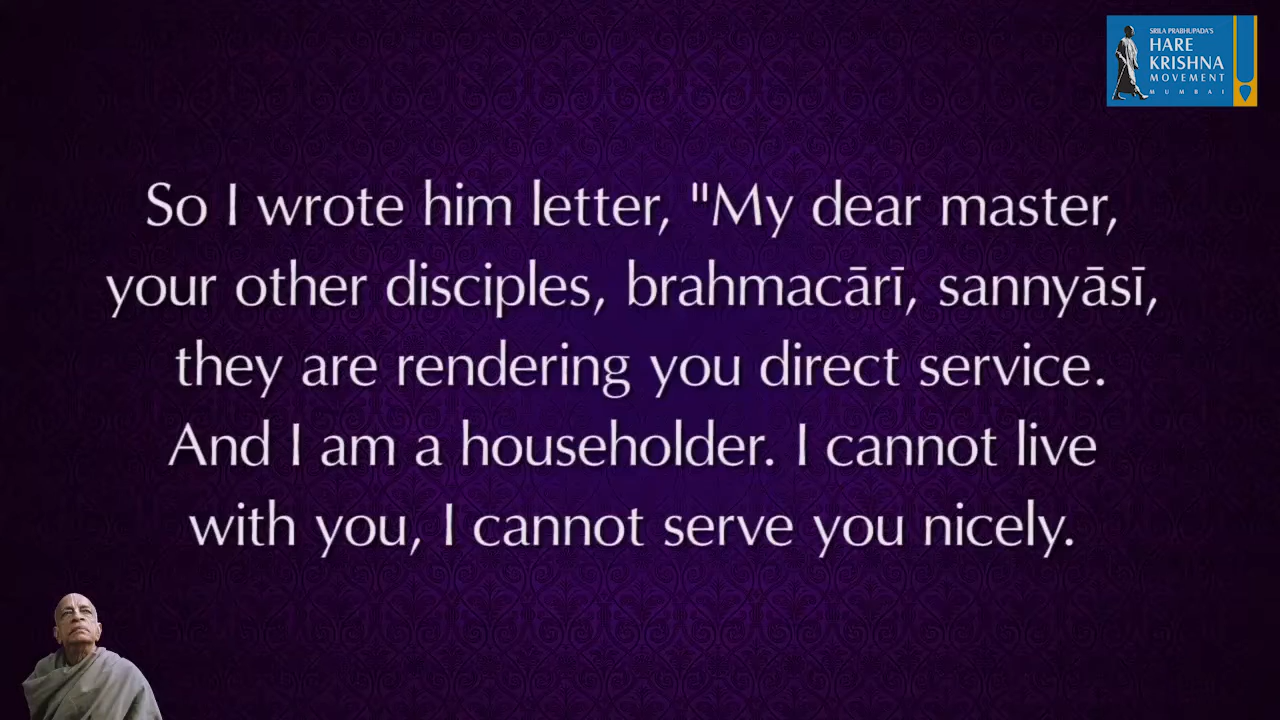 SRILA PRABHUPADA'S
HARE
KRISHNA
MOVEMENT
MUMBAI
So I wrote him letter, "My dear master,
your other disciples, brahmacārī, sannyāsī,
they are rendering you direct service.
And I am a householder. I cannot live
with you, I cannot serve you nicely.